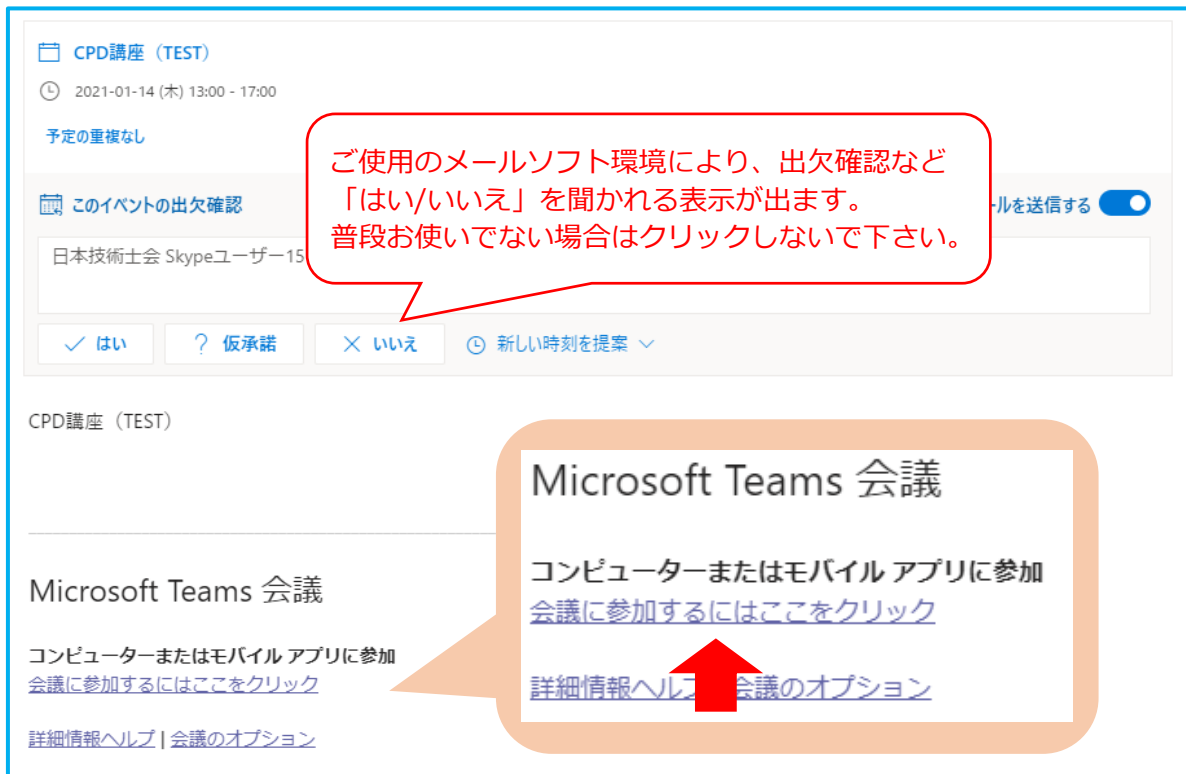 CPD講座（TEST）
2021-01-14 (木) 13:00 - 17:00
予定の重複なし
ご使用のメールソフト環境により、出欠確認など
「はい/いいえ」を聞かれる表示が出ます。
普段お使いでない場合はクリックしないで下さい。
このイベントの出欠確認
ールを送信する
日本技術士会 Skypeユーザー15
はい
? 仮承諾
いいえ
新しい時刻を提案
CPD講座（TEST）
Microsoft Teams 会議
コンピューターまたはモバイル アプリに参加
会議に参加するにはここをクリック
詳細情報ヘルプ | 会議のオプション
Microsoft Teams 会議
コンピューターまたはモバイル アプリに参加
会議に参加するにはここをクリック
詳細情報ヘルプ 会議のオプション